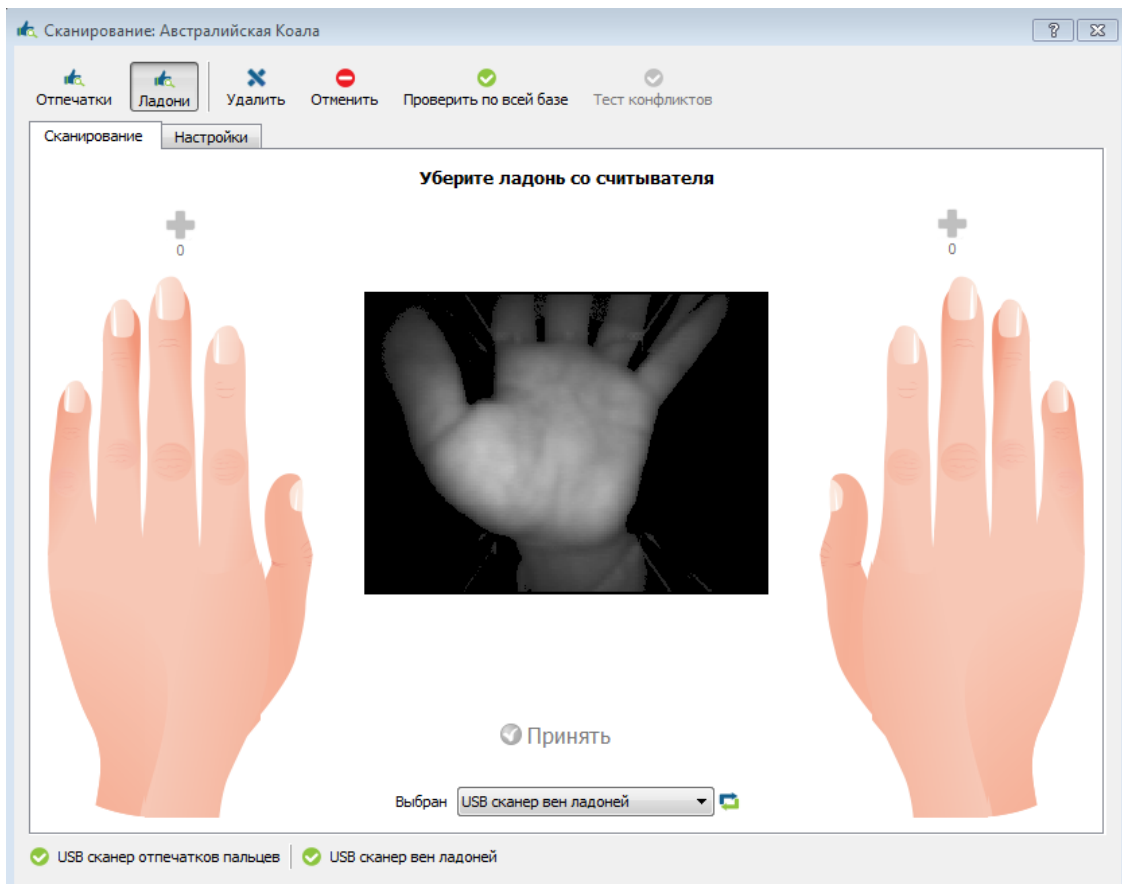 Сканирование: Австралийская Коала
Отпечатки Ладони Удалить Отменить Проверить по всей базе Тест конфликтов
Сканирование Настройки
Уберите ладонь со считывателя
0 0
Принять
Выбран USB сканер вен ладоней
USB сканер отпечатков пальцев USB сканер вен ладоней